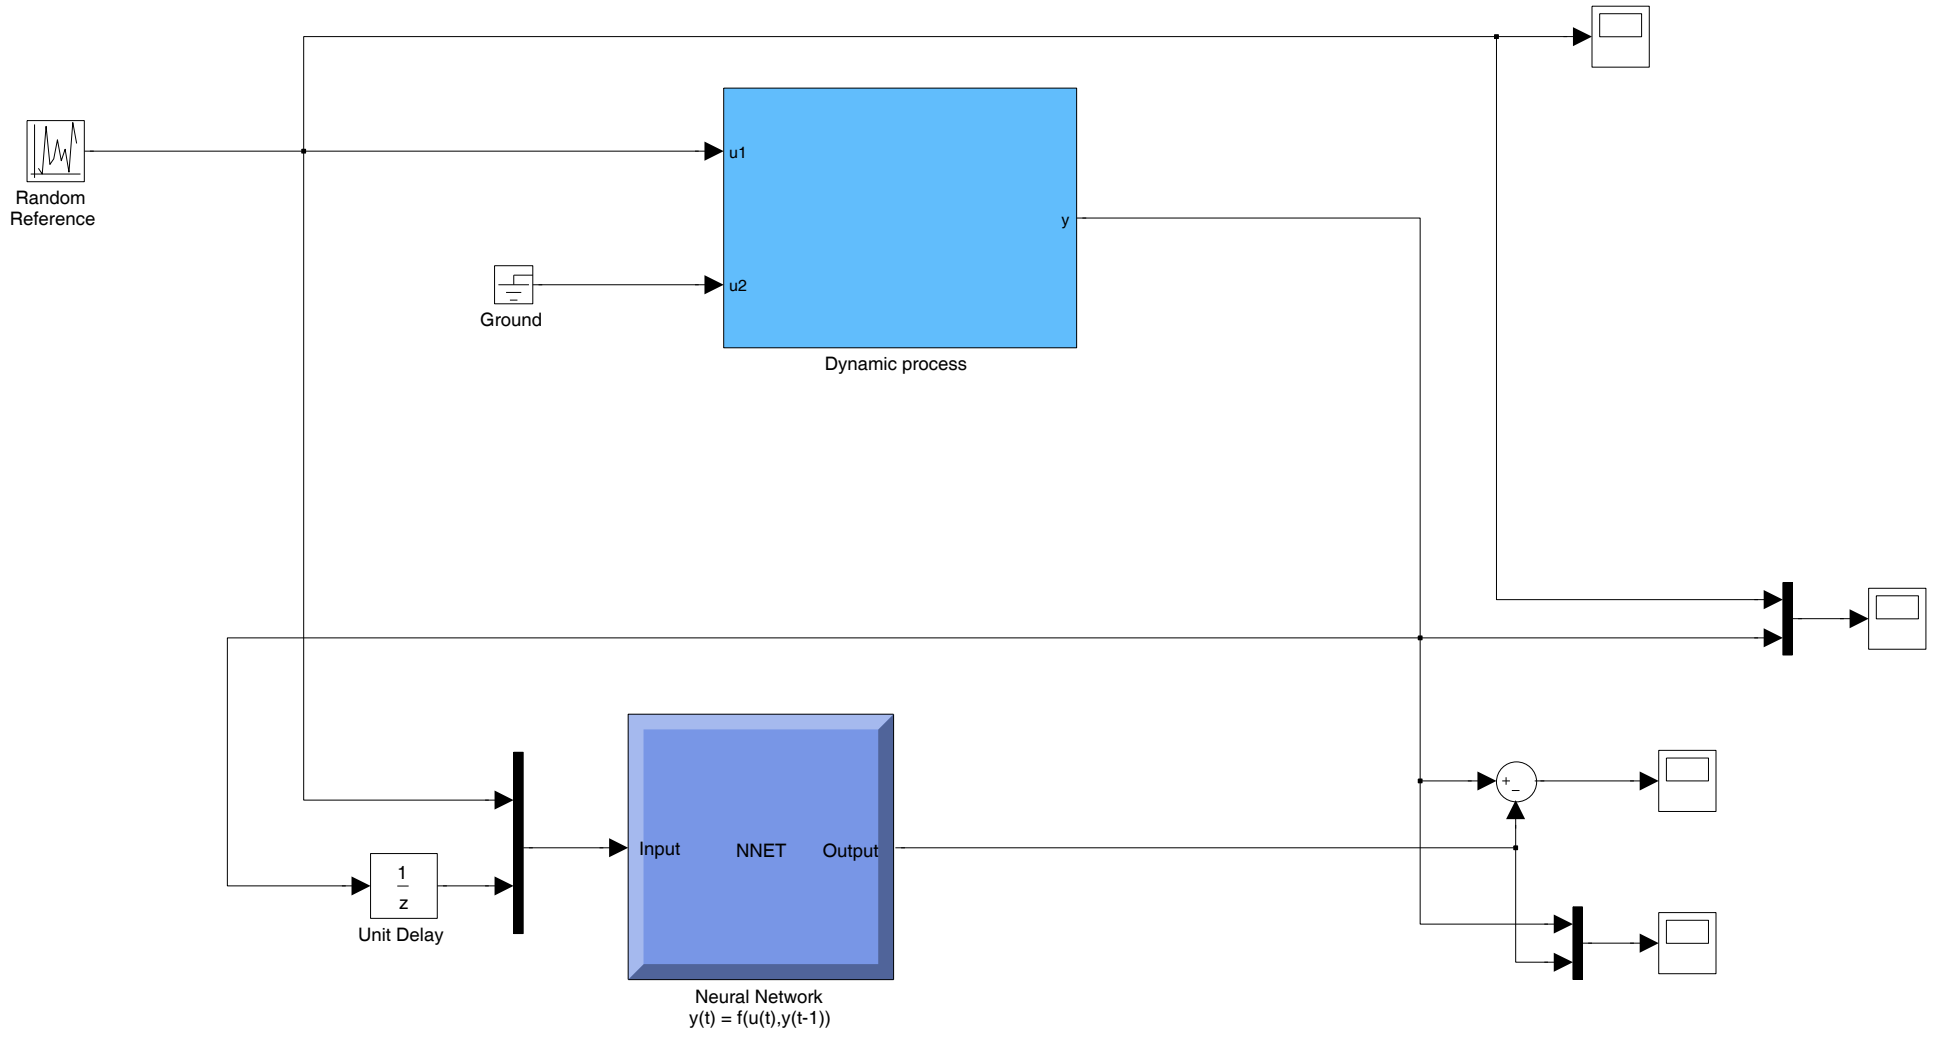 Random
Reference
u1
y
u2
Ground
Dynamic process
+
−
1
z
Unit Delay
Input
NNET
Output
Neural Network
y(t) = f(u(t),y(t-1))